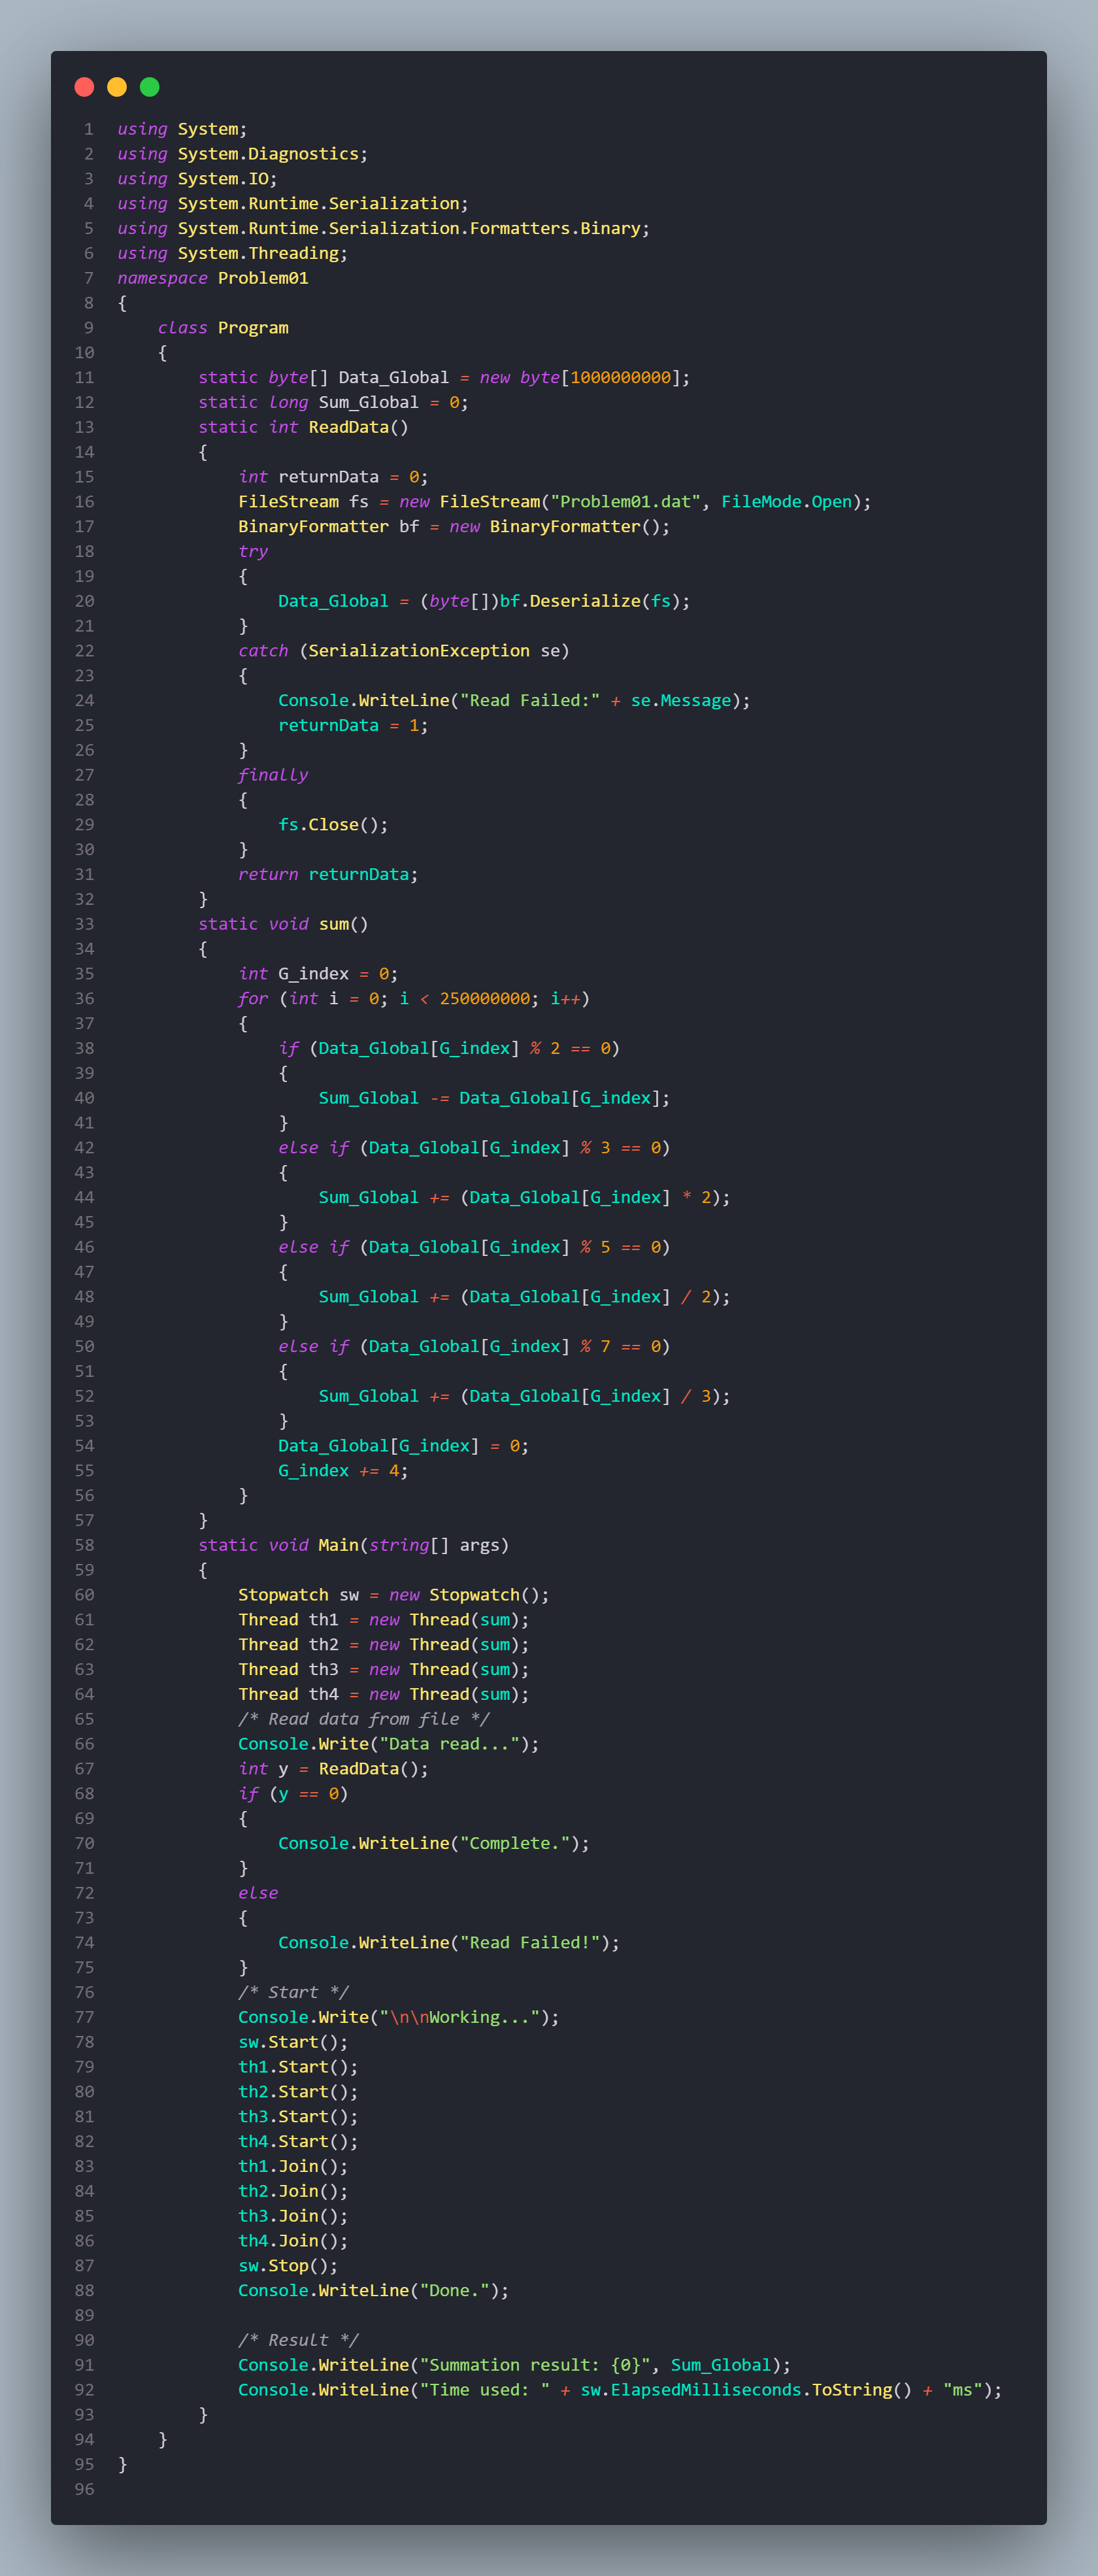 1 using System;
2 using System.Diagnostics;
3 using System.IO;
4 using System.Runtime.Serialization;
5 using System.Runtime.Serialization.Formatters.Binary;
6 using System.Threading;
7 namespace Problem01
8 {
9     class Program
10     {
11         static byte[] Data_Global = new byte[1000000000];
12         static long Sum_Global = 0;
13         static int ReadData()
14         {
15             int returnData = 0;
16             FileStream fs = new FileStream("Problem01.dat", FileMode.Open);
17             BinaryFormatter bf = new BinaryFormatter();
18             try
19             {
20                 Data_Global = (byte[])bf.Deserialize(fs);
21             }
22             catch (SerializationException se)
23             {
24                 Console.WriteLine("Read Failed:" + se.Message);
25                 returnData = 1;
26             }
27             finally
28             {
29                 fs.Close();
30             }
31             return returnData;
32         }
33         static void sum()
34         {
35             int G_index = 0;
36             for (int i = 0; i < 250000000; i++)
37             {
38                 if (Data_Global[G_index] % 2 == 0)
39                 {
40                     Sum_Global -= Data_Global[G_index];
41                 }
42                 else if (Data_Global[G_index] % 3 == 0)
43                 {
44                     Sum_Global += (Data_Global[G_index] * 2);
45                 }
46                 else if (Data_Global[G_index] % 5 == 0)
47                 {
48                     Sum_Global += (Data_Global[G_index] / 2);
49                 }
50                 else if (Data_Global[G_index] % 7 == 0)
51                 {
52                     Sum_Global += (Data_Global[G_index] / 3);
53                 }
54                 Data_Global[G_index] = 0;
55                 G_index += 4;
56             }
57         }
58         static void Main(string[] args)
59         {
60             Stopwatch sw = new Stopwatch();
61             Thread th1 = new Thread(sum);
62             Thread th2 = new Thread(sum);
63             Thread th3 = new Thread(sum);
64             Thread th4 = new Thread(sum);
65             /* Read data from file */
66             Console.Write("Data read...");
67             int y = ReadData();
68             if (y == 0)
69             {
70                 Console.WriteLine("Complete.");
71             }
72             else
73             {
74                 Console.WriteLine("Read Failed!");
75             }
76             /* Start */
77             Console.Write("\n\nWorking...");
78             sw.Start();
79             th1.Start();
80             th2.Start();
81             th3.Start();
82             th4.Start();
83             th1.Join();
84             th2.Join();
85             th3.Join();
86             th4.Join();
87             sw.Stop();
88             Console.WriteLine("Done.");
89
90             /* Result */
91             Console.WriteLine("Summation result: {0}", Sum_Global);
92             Console.WriteLine("Time used: " + sw.ElapsedMilliseconds.ToString() + "ms");
93         }
94     }
95 }
96